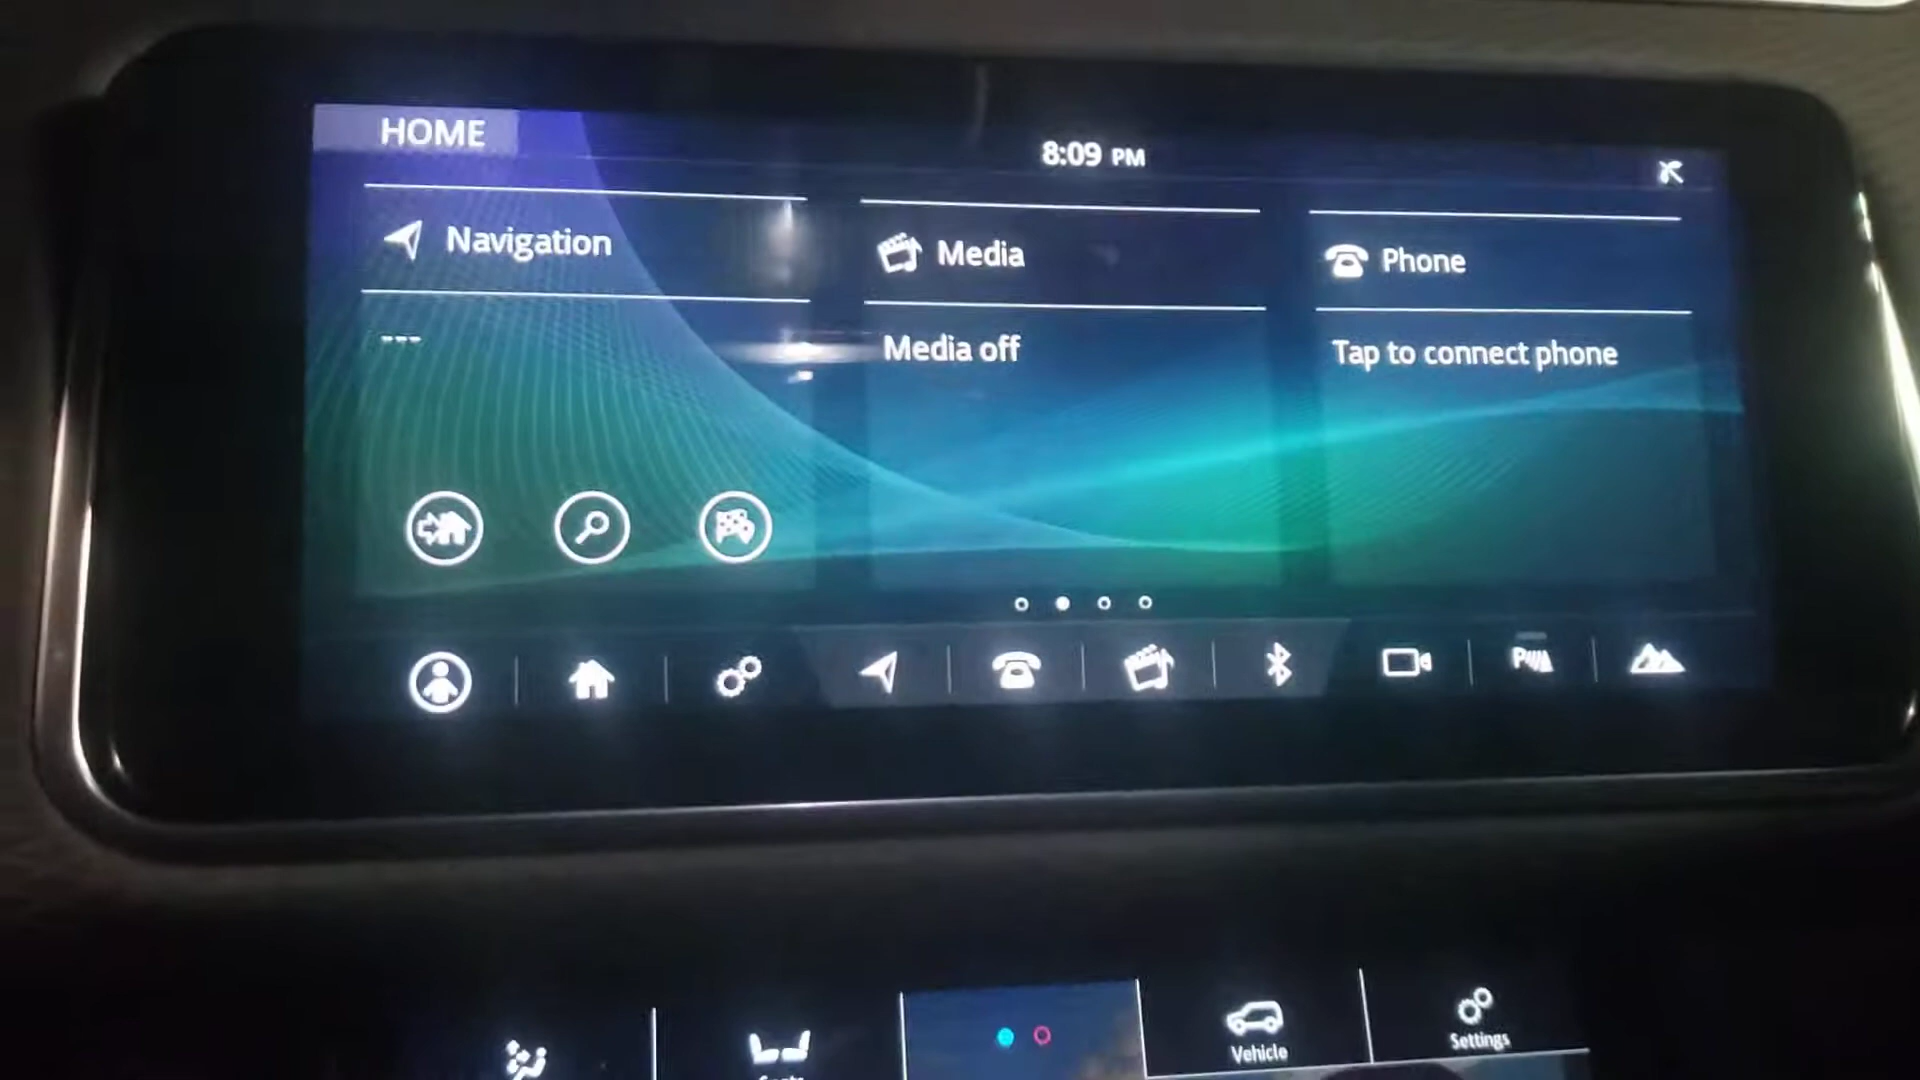 HOME
8:09 PM
Navigation
Media
Phone
---
Media off
Tap to connect phone
P
Vehicle
Settings